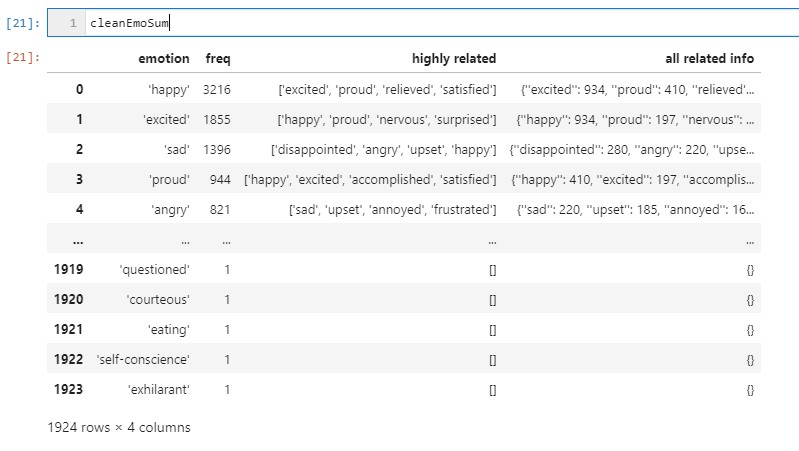 [21]: 1 cleanEmoSum
[21]:
emotion freq highly related all related info
0 'happy' 3216 ['excited', 'proud', 'relieved', 'satisfied'] {"excited": 934, "proud": 410, "relieved'...
1 'excited' 1855 ['happy', 'proud', 'nervous', 'surprised'] {"happy": 934, "proud": 197, "nervous": ...
2 'sad' 1396 ['disappointed', 'angry', 'upset', 'happy'] {"disappointed": 280, "angry": 220, "upse...
3 'proud' 944 ['happy', 'excited', 'accomplished', 'satisfied'] {"happy": 410, "excited": 197, "accomplis...
4 'angry' 821 ['sad', 'upset', 'annoyed', 'frustrated'] {"sad": 220, "upset": 185, "annoyed": 16...
... ... ... ... ...
1919 'questioned' 1 [] {}
1920 'courteous' 1 [] {}
1921 'eating' 1 [] {}
1922 'self-conscience' 1 [] {}
1923 'exhilarant' 1 [] {}
1924 rows × 4 columns